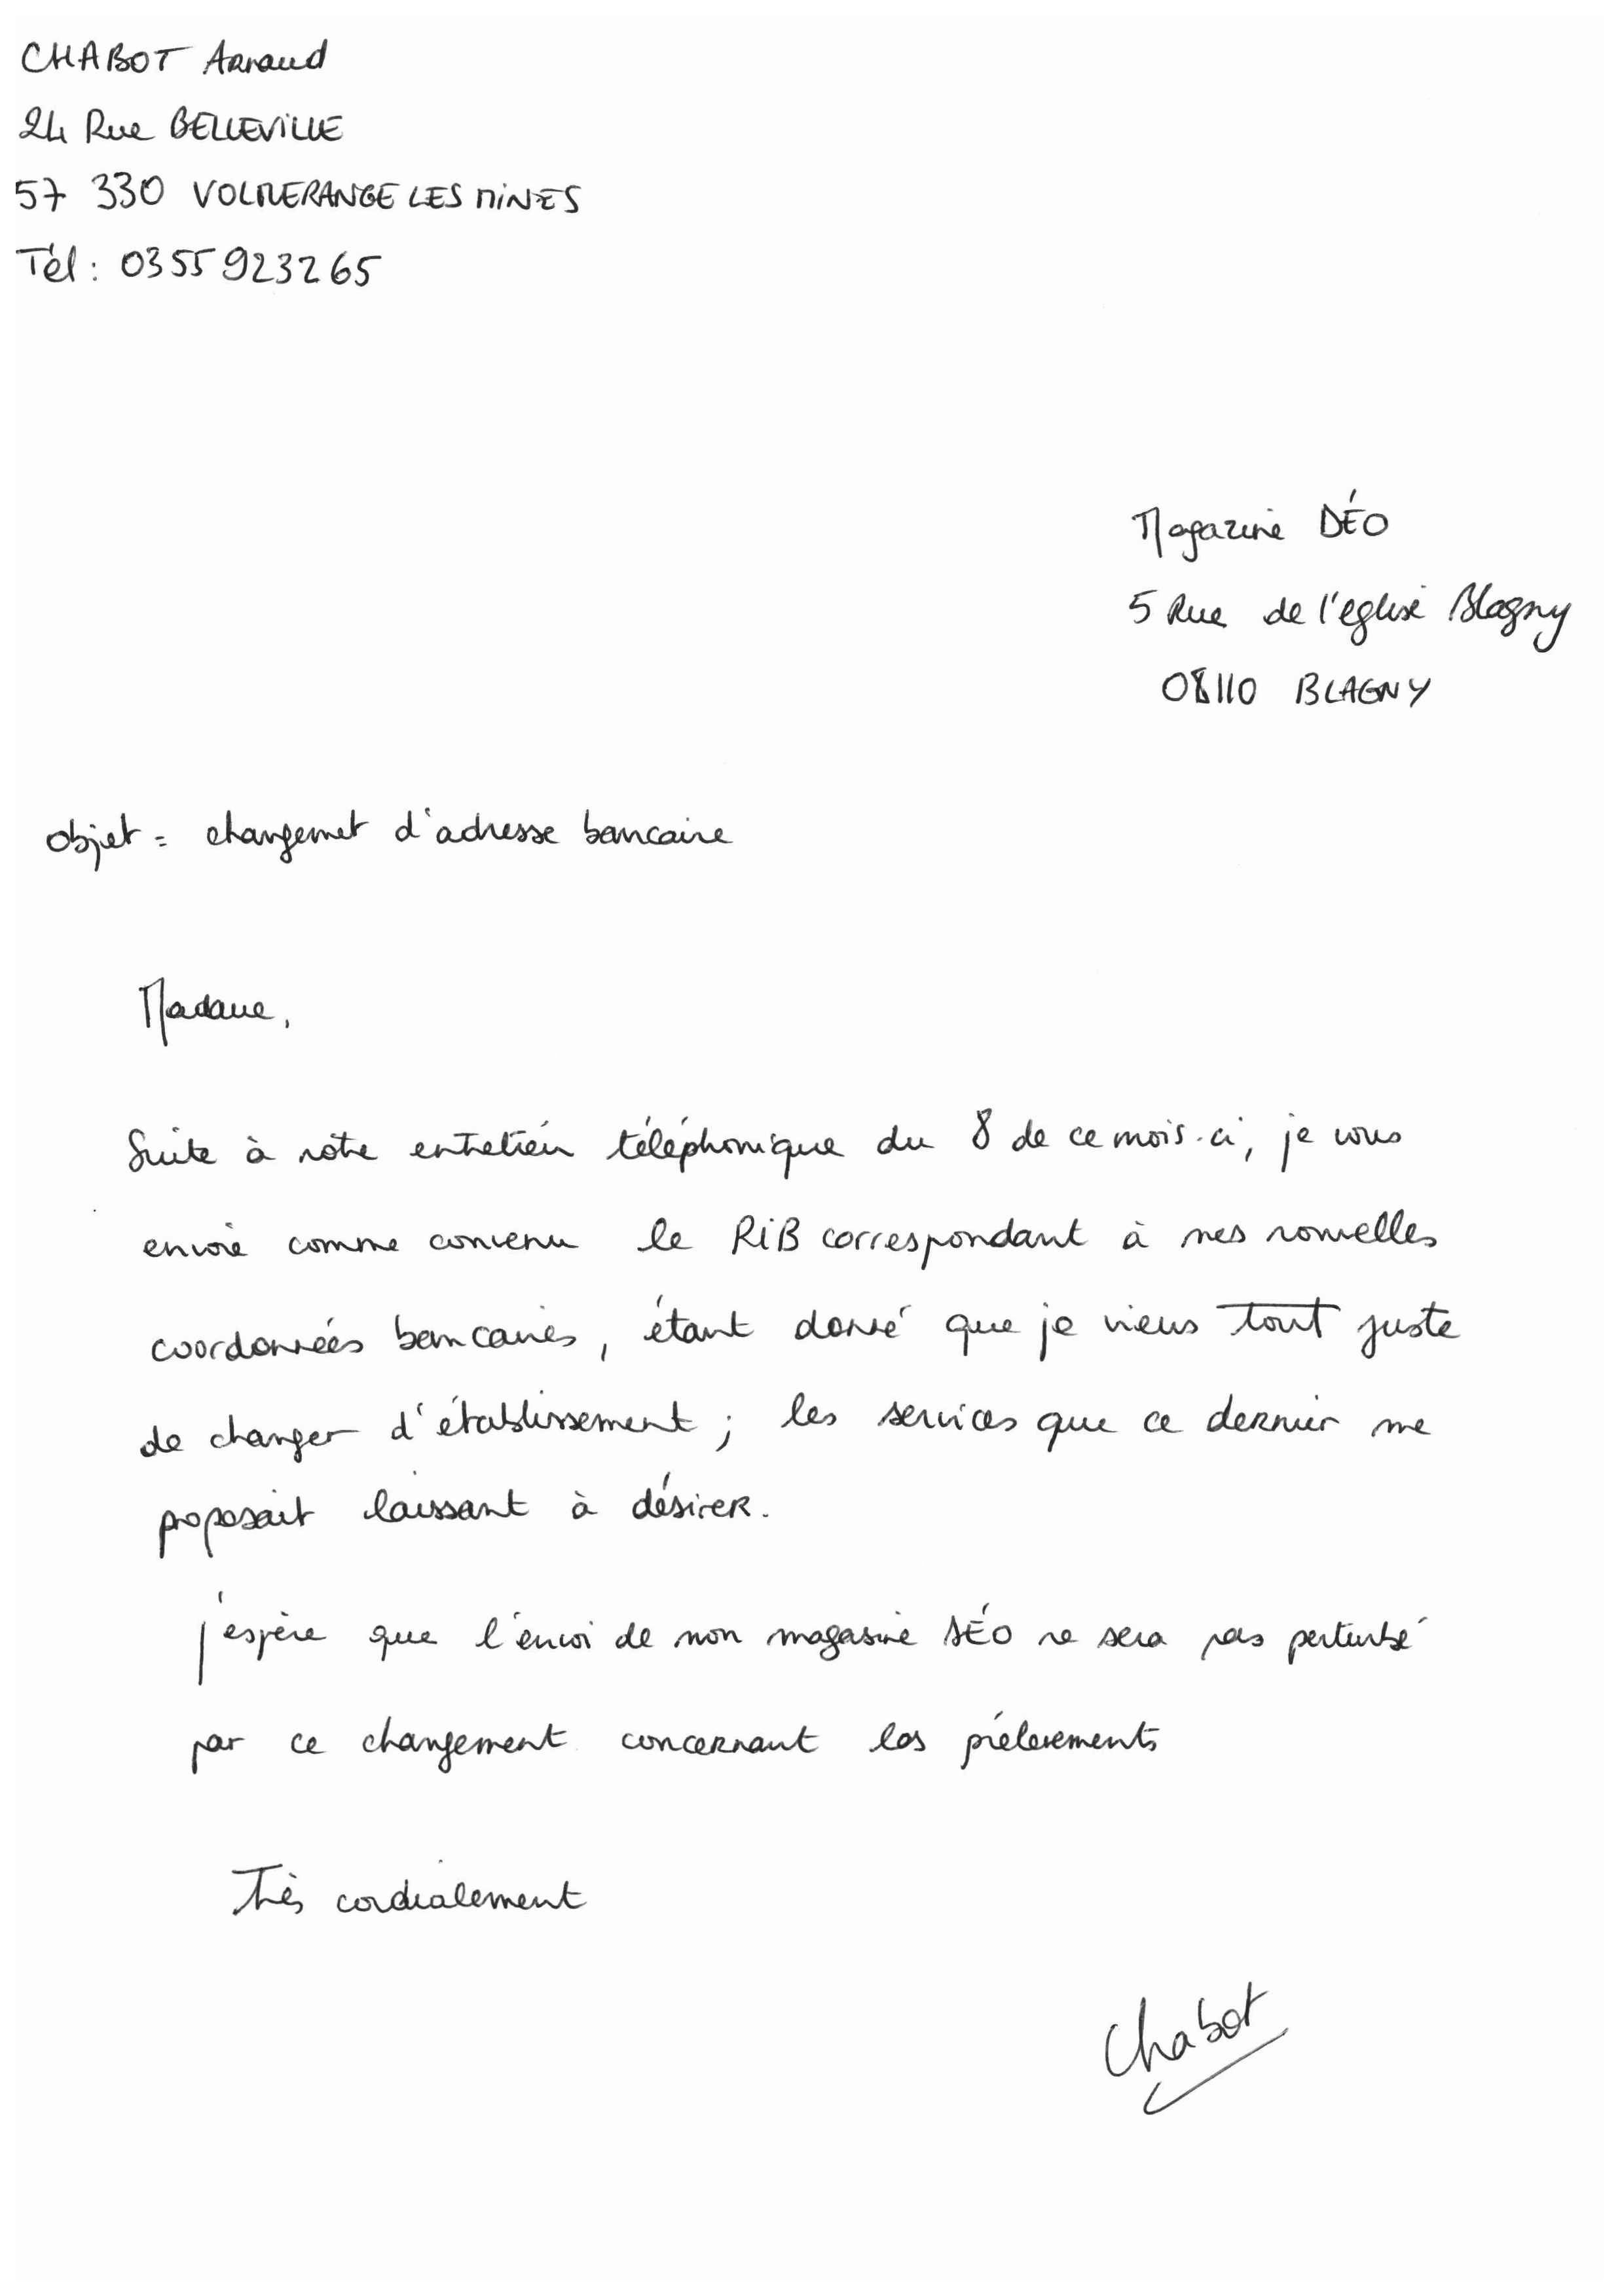 CHABOT Arnaud
24 Rue BELLEVILLE
57 330 VOLMERANGE LES MINES
Tél : 0355923265
Magazine DÉO
5 Rue de l'eglise Blagny
08110 BLAGNY
Objet = changemet d'adresse bancaire
Madame,
Suite à nôtre entretien téléphonique du 8 de ce mois-ci, je vous
envoie comme convenu le RiB correspondant à mes nouvelles
coordonnées bancaires, étant donné que je viens tout juste
de changer d'établissement ; les services que ce dernier me
proposait laissant à désirer.
j'espère que l'envoi de mon magasine DÉO ne sera pas perturbé
par ce changement concernant les prélevements
Très cordialement
Chabot